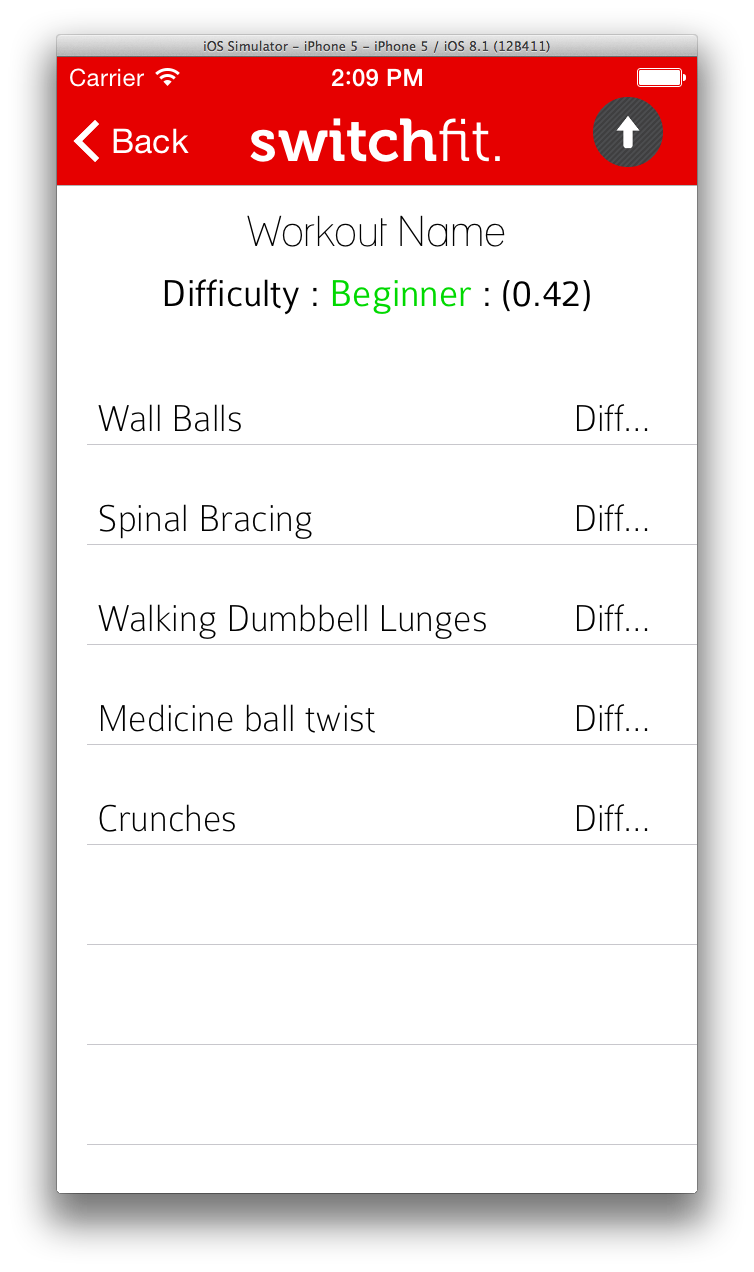 iOS Simulator – iPhone 5 – iPhone 5 / iOS 8.1 (12B411)
Carrier 2:09 PM
Back switchfit.
Workout Name
Difficulty : Beginner : (0.42)
Wall Balls Diff...
Spinal Bracing Diff...
Walking Dumbbell Lunges Diff...
Medicine ball twist Diff...
Crunches Diff...